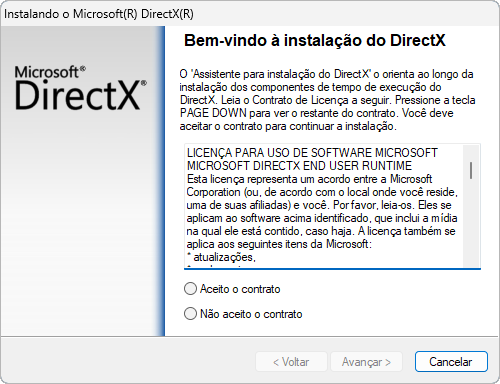 Instalando o Microsoft(R) DirectX(R)
Bem-vindo à instalação do DirectX
Microsoft®
DirectX®
O 'Assistente para instalação do DirectX' o orienta ao longo da
instalação dos componentes de tempo de execução do
DirectX. Leia o Contrato de Licença a seguir. Pressione a tecla
PAGE DOWN para ver o restante do contrato. Você deve
aceitar o contrato para continuar a instalação.
LICENÇA PARA USO DE SOFTWARE MICROSOFT
MICROSOFT DIRECTX END USER RUNTIME
Esta licença representa um acordo entre a Microsoft
Corporation (ou, de acordo com o local onde você reside,
uma de suas afiliadas) e você. Por favor, leia-os. Eles se
aplicam ao software acima identificado, que inclui a mídia
na qual ele está contido, caso haja. A licença também se
aplica aos seguintes itens da Microsoft:
* atualizações,
Aceito o contrato
Não aceito o contrato
< Voltar
Avançar >
Cancelar